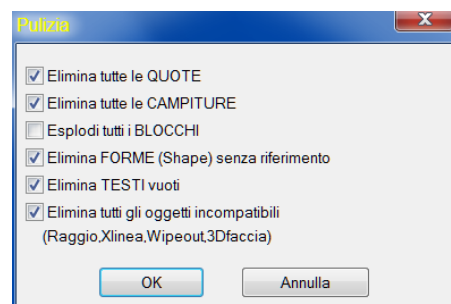 Pulizia
Elimina tutte le QUOTE
Elimina tutte le CAMPITURE
Esplodi tutti i BLOCCHI
Elimina FORME (Shape) senza riferimento
Elimina TESTI vuoti
Elimina tutti gli oggetti incompatibili
(Raggio,Xlinea,Wipeout,3Dfaccia)
OK Annulla